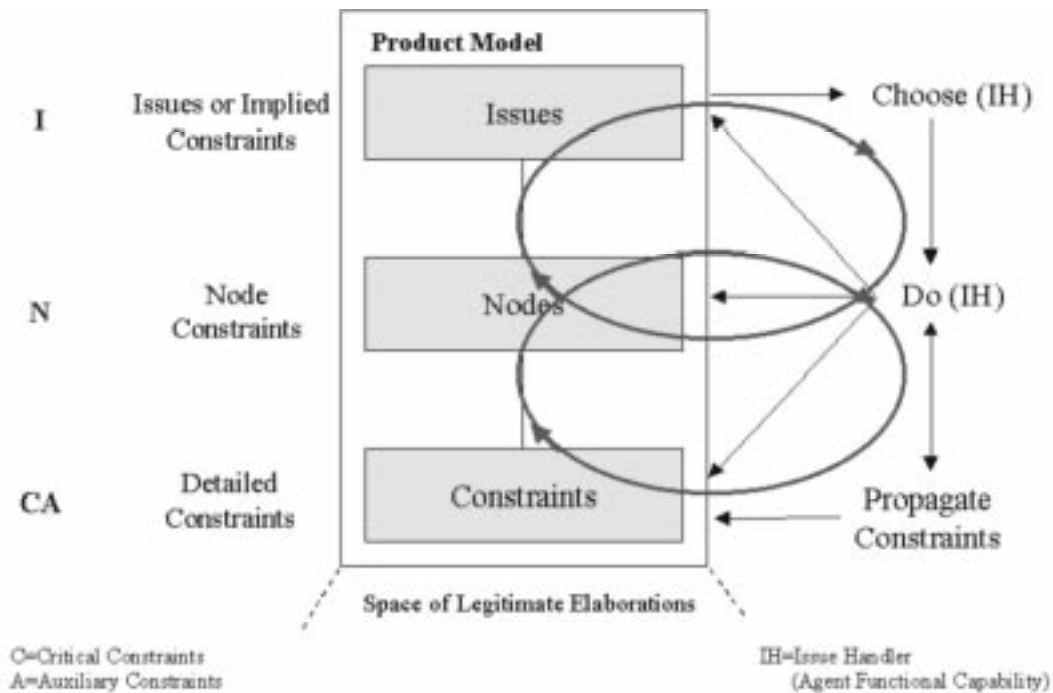 Product Model
I
Issues or Implied
Constraints
Issues
Choose (IH)
N
Node
Constraints
Nodes
Do (IH)
CA
Detailed
Constraints
Constraints
Propagate
Constraints
Space of Legitimate Elaborations
C=Critical Constraints
A=Auxiliary Constraints
IH=Issue Handler
(Agent Functional Capability)